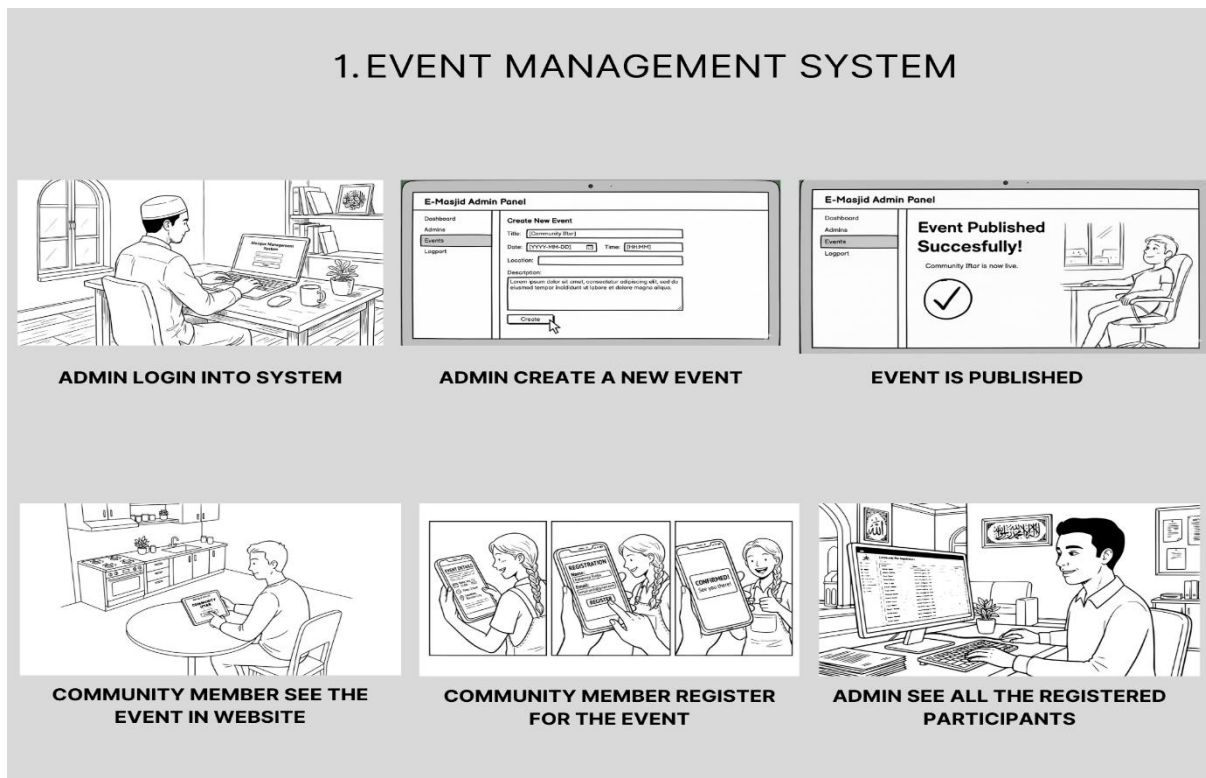 1. EVENT MANAGEMENT SYSTEM
Mosque Management
System
ADMIN LOGIN INTO SYSTEM
E-Masjid Admin Panel
Dashboard
Admins
Events
Logport
Create New Event
Title: [Community Iftar]
Date: [YYYY-MM-DD] Time: [HH:MM]
Location:
Description:
Lorem ipsum dolor sit amet, consectetur adipiscing elit, sed do
eiusmod tempor incididunt ut labore et dolore magna aliqua.
Create
ADMIN CREATE A NEW EVENT
E-Masjid Admin Panel
Dashboard
Admins
Events
Logport
Event Published
Succesfully!
Community Iftar is now live.
EVENT IS PUBLISHED
COMMUNITY MEMBER SEE THE
EVENT IN WEBSITE
EVENT DETAILS
REGISTRATION
Name:
REGISTER
CONFIRMED!
See you there!
COMMUNITY MEMBER REGISTER
FOR THE EVENT
ADMIN SEE ALL THE REGISTERED
PARTICIPANTS